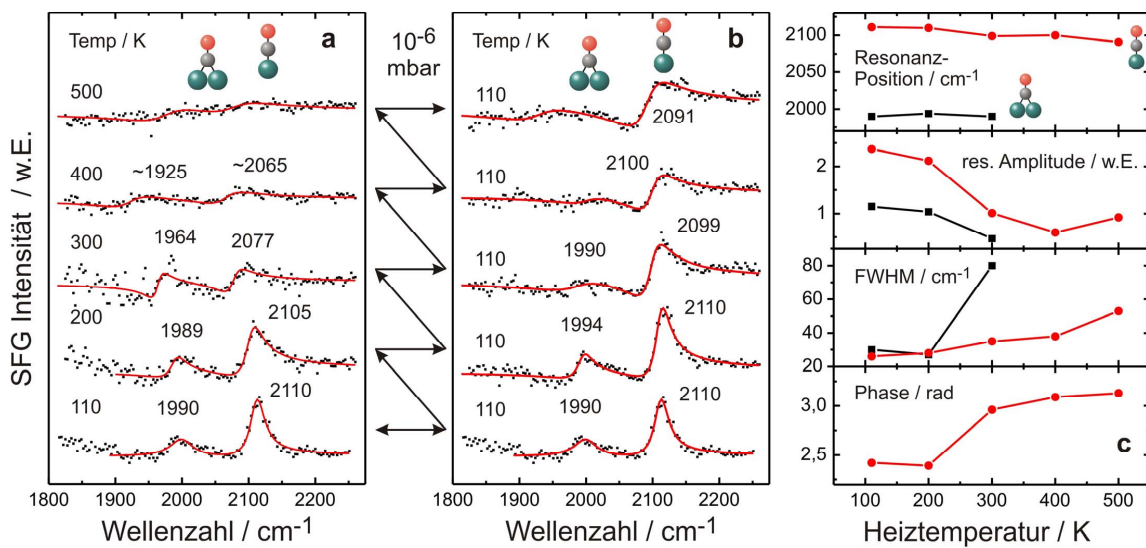 SFG Intensität / w.E.
Temp / K
a
500
400
~1925
~2065
300
1964
2077
200
1989
2105
110
1990
2110
1800 1900 2000 2100 2200
Wellenzahl / cm-1
10-6
mbar
Temp / K
b
110
2091
110
2100
110
1990
2099
110
1994
2110
110
1990
2110
1800 1900 2000 2100 2200
Wellenzahl / cm-1
2100
2050
2000
Resonanz-
Position / cm-1
2
1
res. Amplitude / w.E.
80
60
40
20
FWHM / cm-1
3,0
2,5
Phase / rad
c
100 200 300 400 500
Heiztemperatur / K